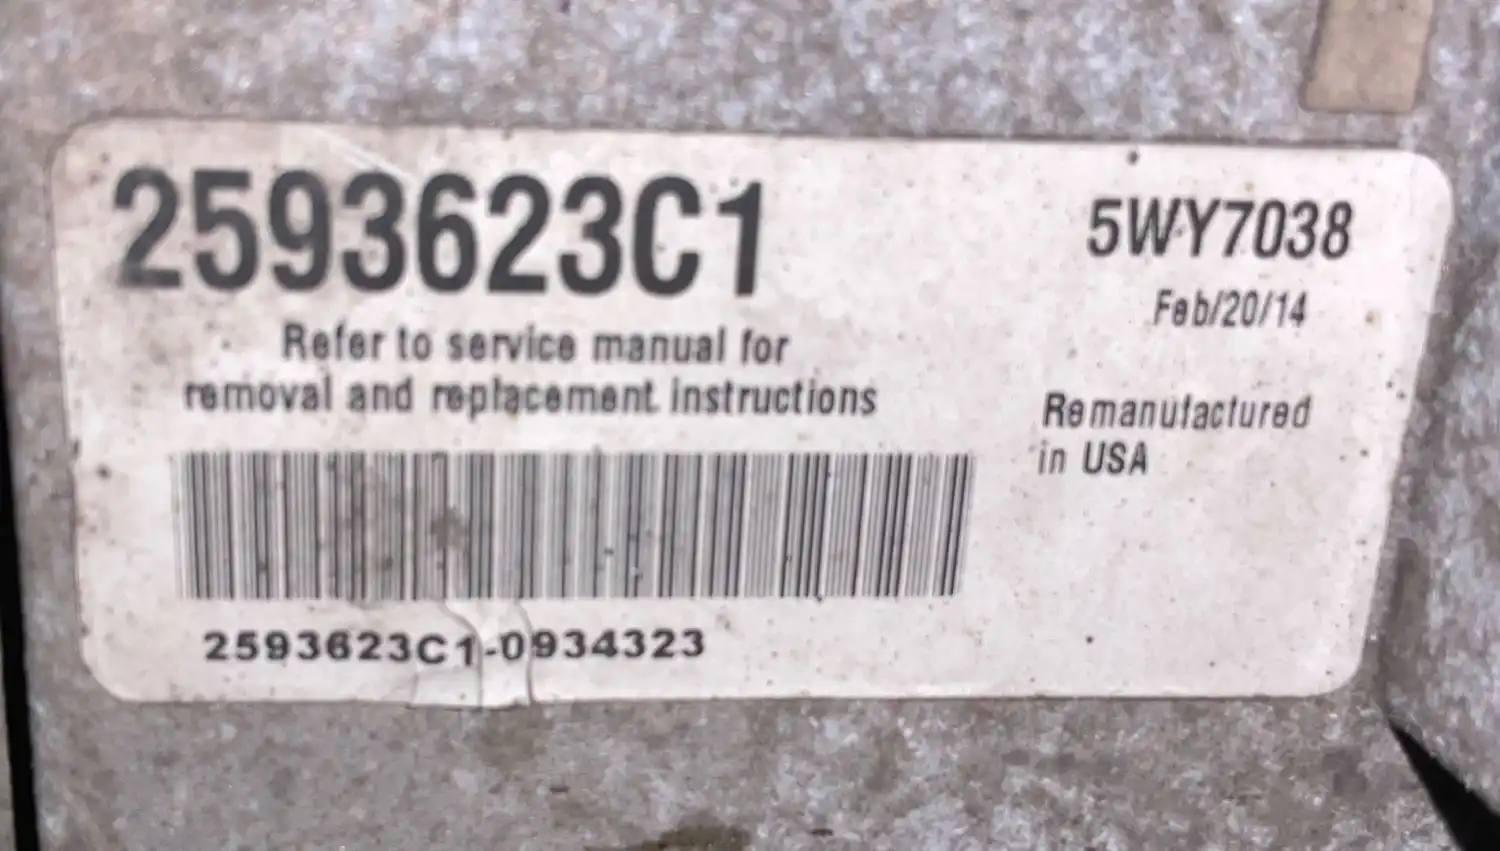 2593623C1
Refer to service manual for
removal and replacement instructions
2593623C1-0934323
5WY7038
Feb/20/14
Remanufactured
in USA